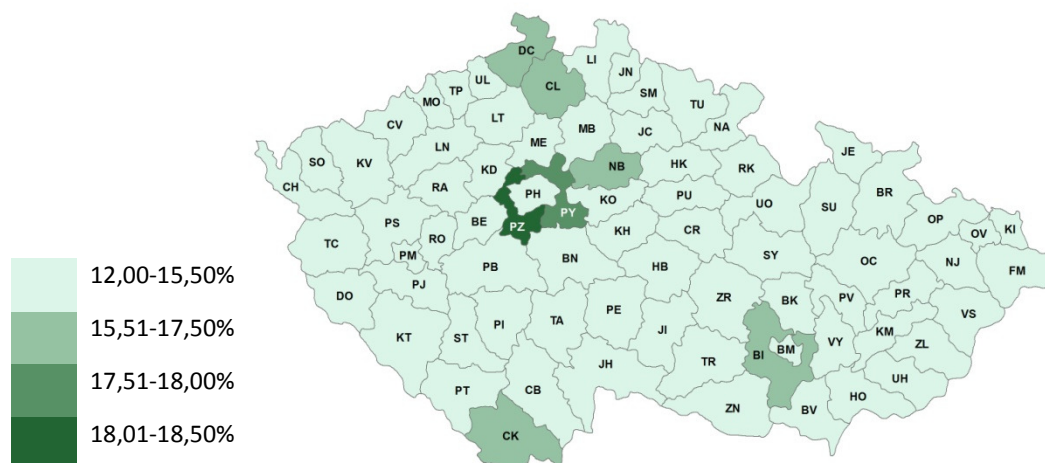 DC
LI
JN
UL
TP
CL
SM
MO
TU
CV
LT
MB
JC
NA
ME
LN
SO
KV
KD
NB
HK
RK
JE
CH
RA
PH
KO
PU
BR
PY
UO
SU
OP
PS
BE
PZ
KH
CR
OV
KI
TC
RO
PM
PB
BN
HB
SY
OC
NJ
FM
DO
PJ
ZR
BK
PV
PR
VS
KT
ST
PI
TA
PE
JI
BI
BM
VY
KM
ZL
JH
TR
UH
PT
CB
ZN
BV
HO
CK
12,00-15,50%
15,51-17,50%
17,51-18,00%
18,01-18,50%